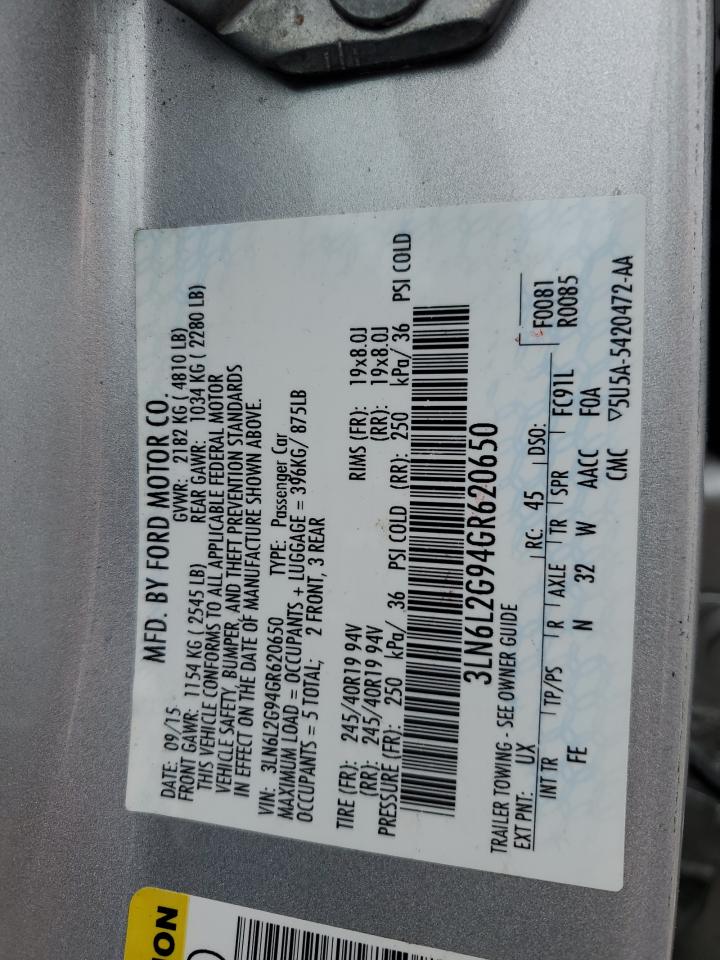 MFD. BY FORD MOTOR CO.
DATE: 09/15 GVWR: 2182 KG ( 4810 LB)
FRONT GAWR: 1154 KG ( 2545 LB) REAR GAWR: 1034 KG ( 2280 LB)
THIS VEHICLE CONFORMS TO ALL APPLICABLE FEDERAL MOTOR
VEHICLE SAFETY, BUMPER, AND THEFT PREVENTION STANDARDS
IN EFFECT ON THE DATE OF MANUFACTURE SHOWN ABOVE.
VIN: 3LN6L2G94GR620650 TYPE: Passenger Car
MAXIMUM LOAD = OCCUPANTS + LUGGAGE = 396KG/ 875LB
OCCUPANTS = 5 TOTAL; 2 FRONT, 3 REAR
TIRE (FR): 245/40R19 94V RIMS (FR): 19x8.0J
(RR): 245/40R19 94V (RR): 19x8.0J
PRESSURE (FR): 250 kPa/ 36 PSI COLD (RR): 250 kPa/ 36 PSI COLD
3LN6L2G94GR620650
TRAILER TOWING - SEE OWNER GUIDE
EXT PNT: UX RC: 45 DSO: F0081
INT TR TP/PS R AXLE TR SPR FC91L R0085
FE N 32 W AACC F0A
CMC ▽5U5A-5420472-AA
ION